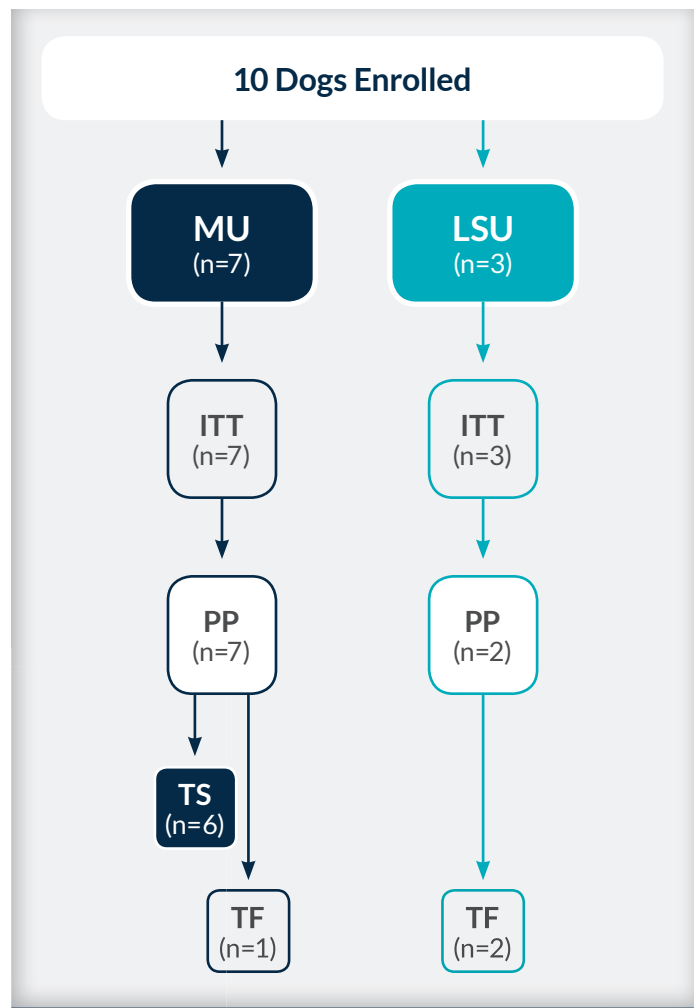 10 Dogs Enrolled
MU
(n=7)
LSU
(n=3)
ITT
(n=7)
ITT
(n=3)
PP
(n=7)
PP
(n=2)
TS
(n=6)
TF
(n=1)
TF
(n=2)